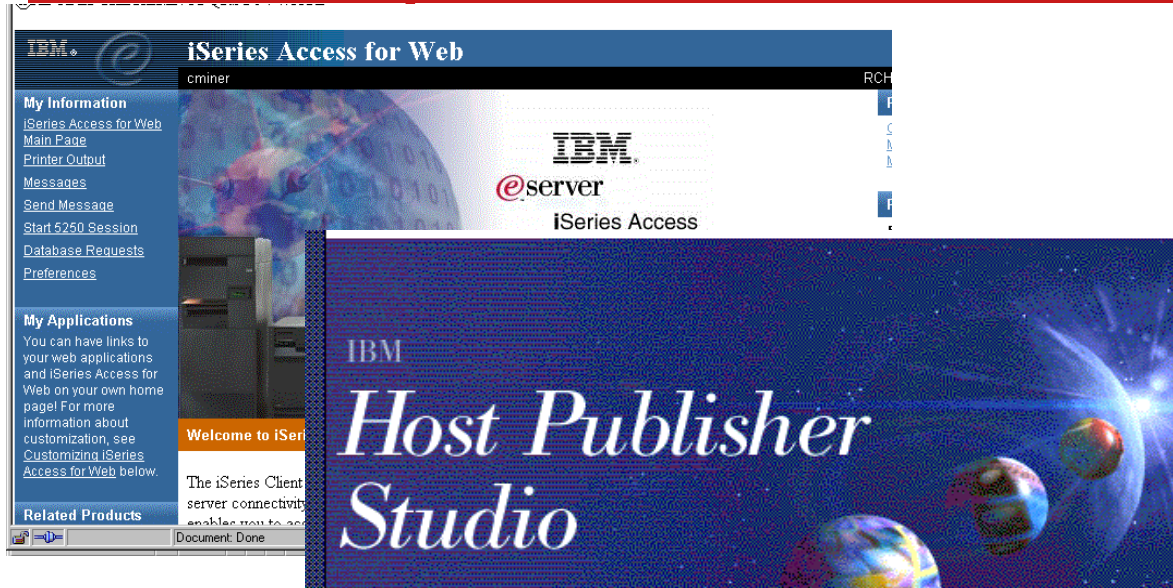 IBM.
iSeries Access for Web
cminer
RCH
My Information
iSeries Access for Web
Main Page
Printer Output
Messages
Send Message
Start 5250 Session
Database Requests
Preferences
My Applications
You can have links to
your web applications
and iSeries Access for
Web on your own home
page! For more
information about
customization, see
Customizing iSeries
Access for Web below.
Related Products
IBM.
eserver
iSeries Access
Welcome to iSeri
The iSeries Client
server connectivity
enables you to acc
Document: Done
IBM
Host Publisher
Studio